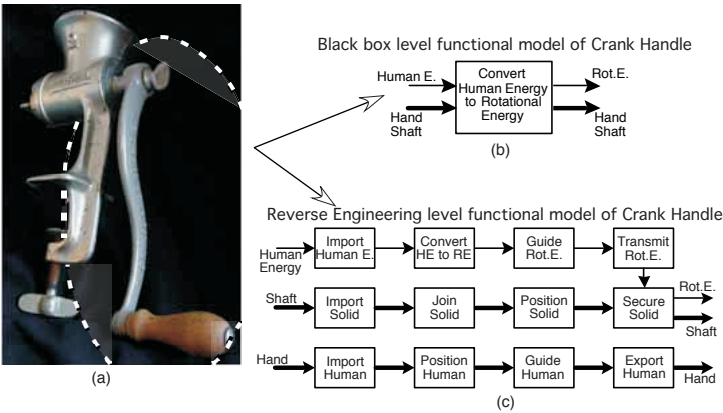 Black box level functional model of Crank Handle
Human E.
Hand
Shaft
Convert
Human Energy
to Rotational
Energy
Rot.E.
Hand
Shaft
(b)
Reverse Engineering level functional model of Crank Handle
Human
Energy
Import
Human E.
Convert
HE to RE
Guide
Rot.E.
Transmit
Rot.E.
Shaft
Import
Solid
Join
Solid
Position
Solid
Secure
Solid
Rot.E.
Shaft
Hand
Import
Human
Position
Human
Guide
Human
Export
Human
Hand
(a)
(c)